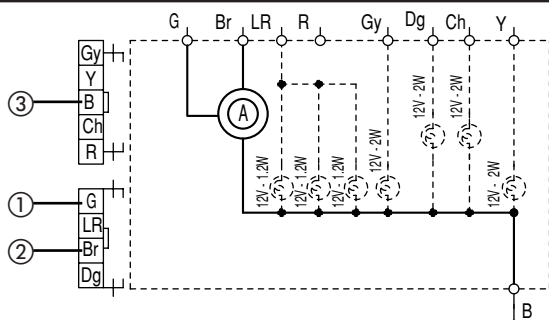 G Br LR R Gy Dg Ch Y
Gy
Y
③ B
Ch
R
① G
LR
② Br
Dg
A
12V - 1.2W
12V - 1.2W
12V - 1.2W
12V - 2W
12V - 2W
12V - 2W
12V - 2W
B